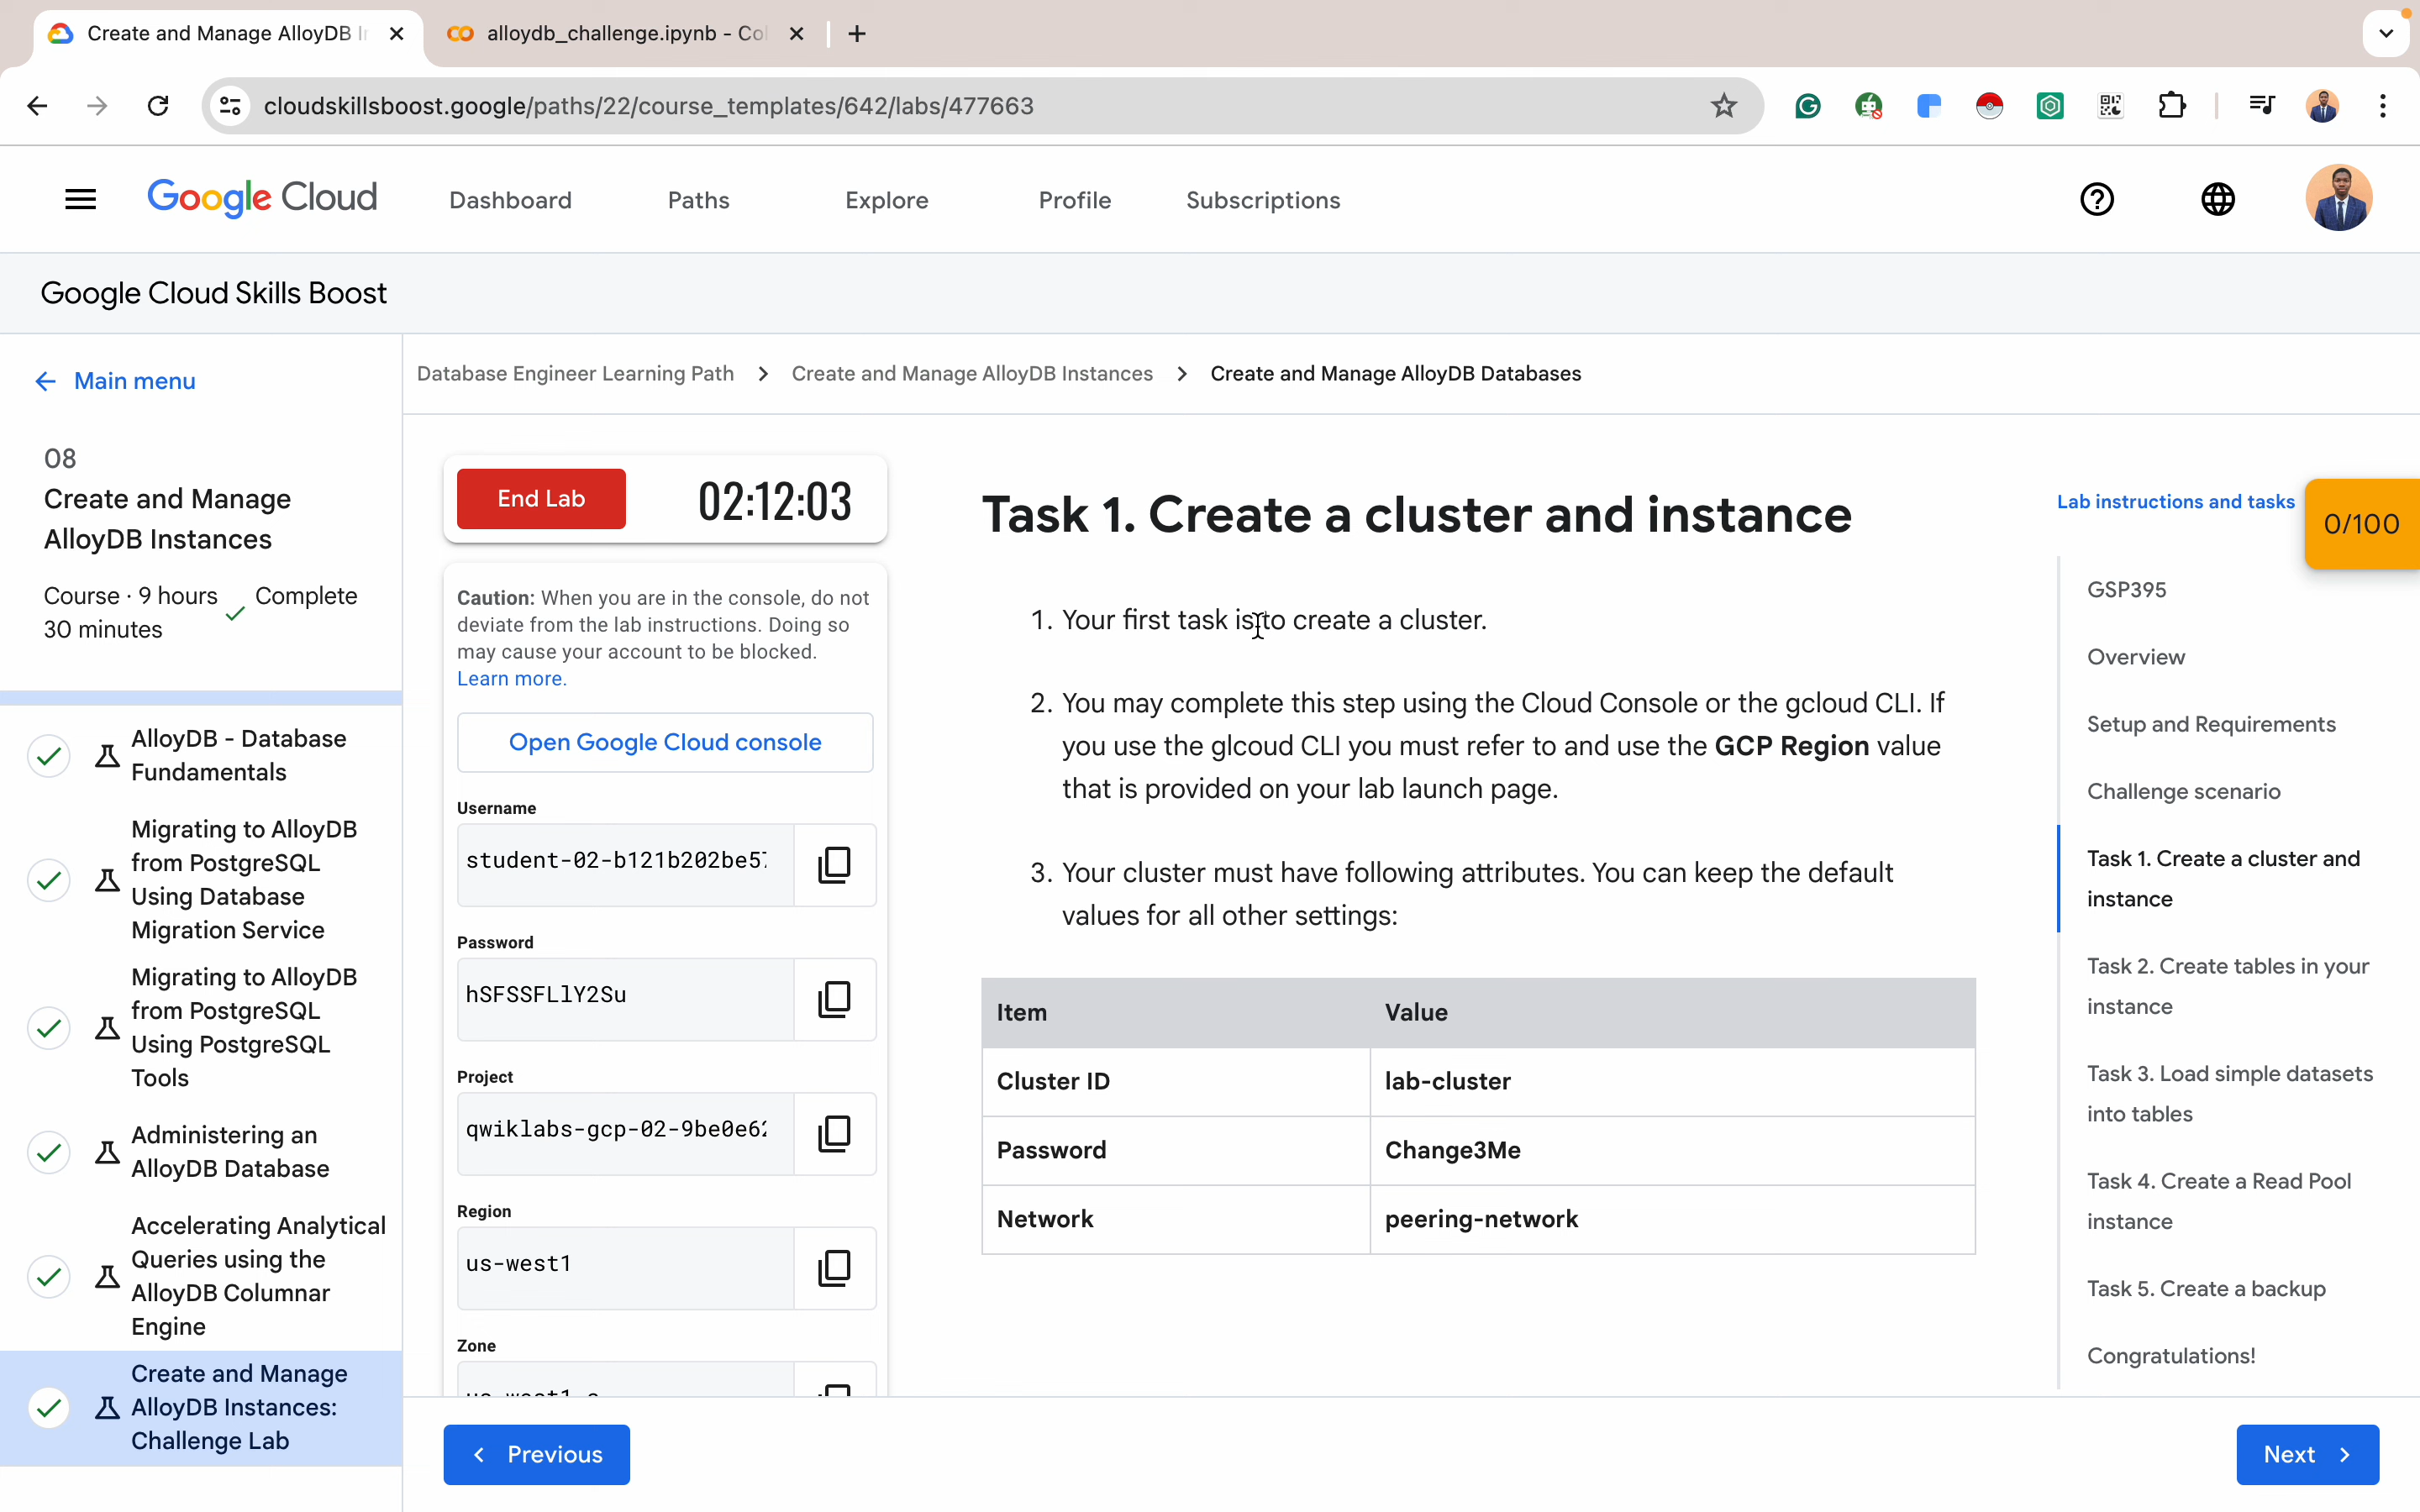 Create and Manage AlloyDB I
alloydb_challenge.ipynb - Co
cloudskillsboost.google/paths/22/course_templates/642/labs/477663
Google Cloud
Dashboard
Paths
Explore
Profile
Subscriptions
Google Cloud Skills Boost
Main menu
Database Engineer Learning Path > Create and Manage AlloyDB Instances > Create and Manage AlloyDB Databases
08
Create and Manage
AlloyDB Instances
Course · 9 hours
30 minutes
Complete
AlloyDB - Database
Fundamentals
Migrating to AlloyDB
from PostgreSQL
Using Database
Migration Service
Migrating to AlloyDB
from PostgreSQL
Using PostgreSQL
Tools
Administering an
AlloyDB Database
Accelerating Analytical
Queries using the
AlloyDB Columnar
Engine
Create and Manage
AlloyDB Instances:
Challenge Lab
End Lab
02:12:03
Caution: When you are in the console, do not
deviate from the lab instructions. Doing so
may cause your account to be blocked.
Learn more.
Open Google Cloud console
Username
student-02-b121b202be57
Password
hSFSSFLlY2Su
Project
qwiklabs-gcp-02-9be0e62
Region
us-west1
Zone
Task 1. Create a cluster and instance
1. Your first task is to create a cluster.
2. You may complete this step using the Cloud Console or the gcloud CLI. If
you use the glcoud CLI you must refer to and use the GCP Region value
that is provided on your lab launch page.
3. Your cluster must have following attributes. You can keep the default
values for all other settings:
Item
Value
Cluster ID
lab-cluster
Password
Change3Me
Network
peering-network
Lab instructions and tasks
0/100
GSP395
Overview
Setup and Requirements
Challenge scenario
Task 1. Create a cluster and
instance
Task 2. Create tables in your
instance
Task 3. Load simple datasets
into tables
Task 4. Create a Read Pool
instance
Task 5. Create a backup
Congratulations!
Previous
Next